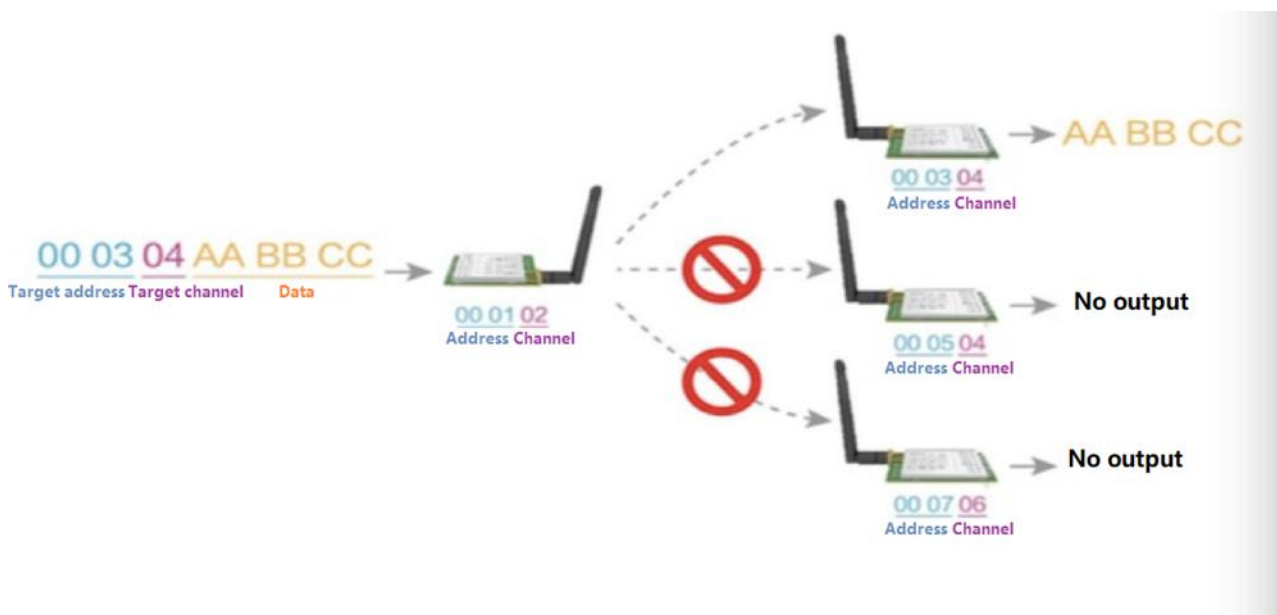 00 03 04 AA BB CC
Target address Target channel Data
00 01 02
Address Channel
AA BB CC
00 03 04
Address Channel
No output
00 05 04
Address Channel
No output
00 07 06
Address Channel